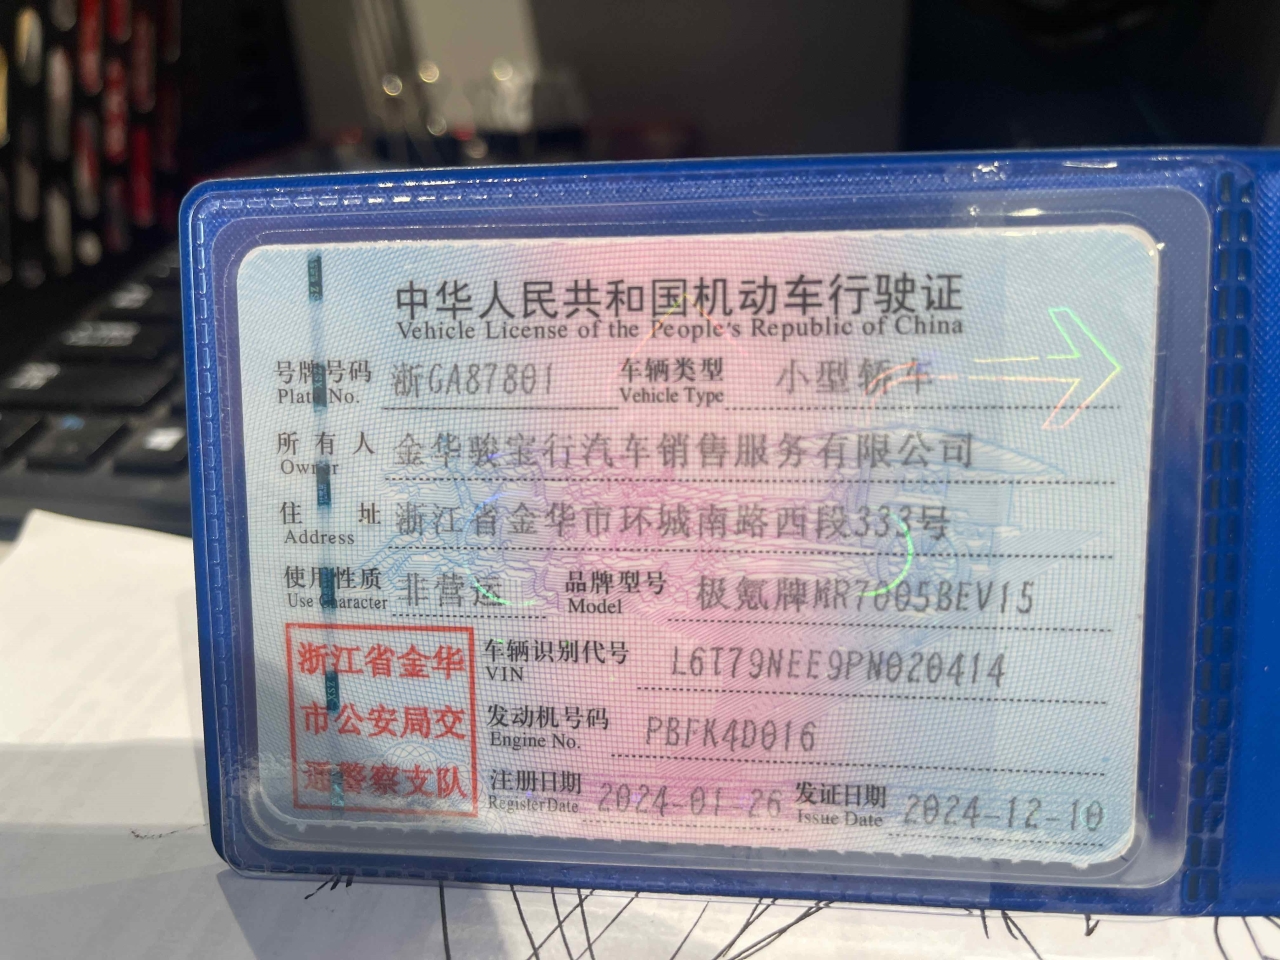 中华人民共和国机动车行驶证
Vehicle License of the People's Republic of China
号牌号码 浙GA87801 车辆类型 小型轿车
Plate No. Vehicle Type
所有人 金华骏宝行汽车销售服务有限公司
Owner
住址 浙江省金华市环城南路西段333号
Address
使用性质 非营运 品牌型号 极氪牌MR7005BEV15
Use Character Model
浙江省金华
市公安局交
通警察支队
车辆识别代号 L6T79NEE9PN020414
VIN
发动机号码 PBFK4D016
Engine No.
注册日期 2024-01-26 发证日期 2024-12-10
Register Date Issue Date